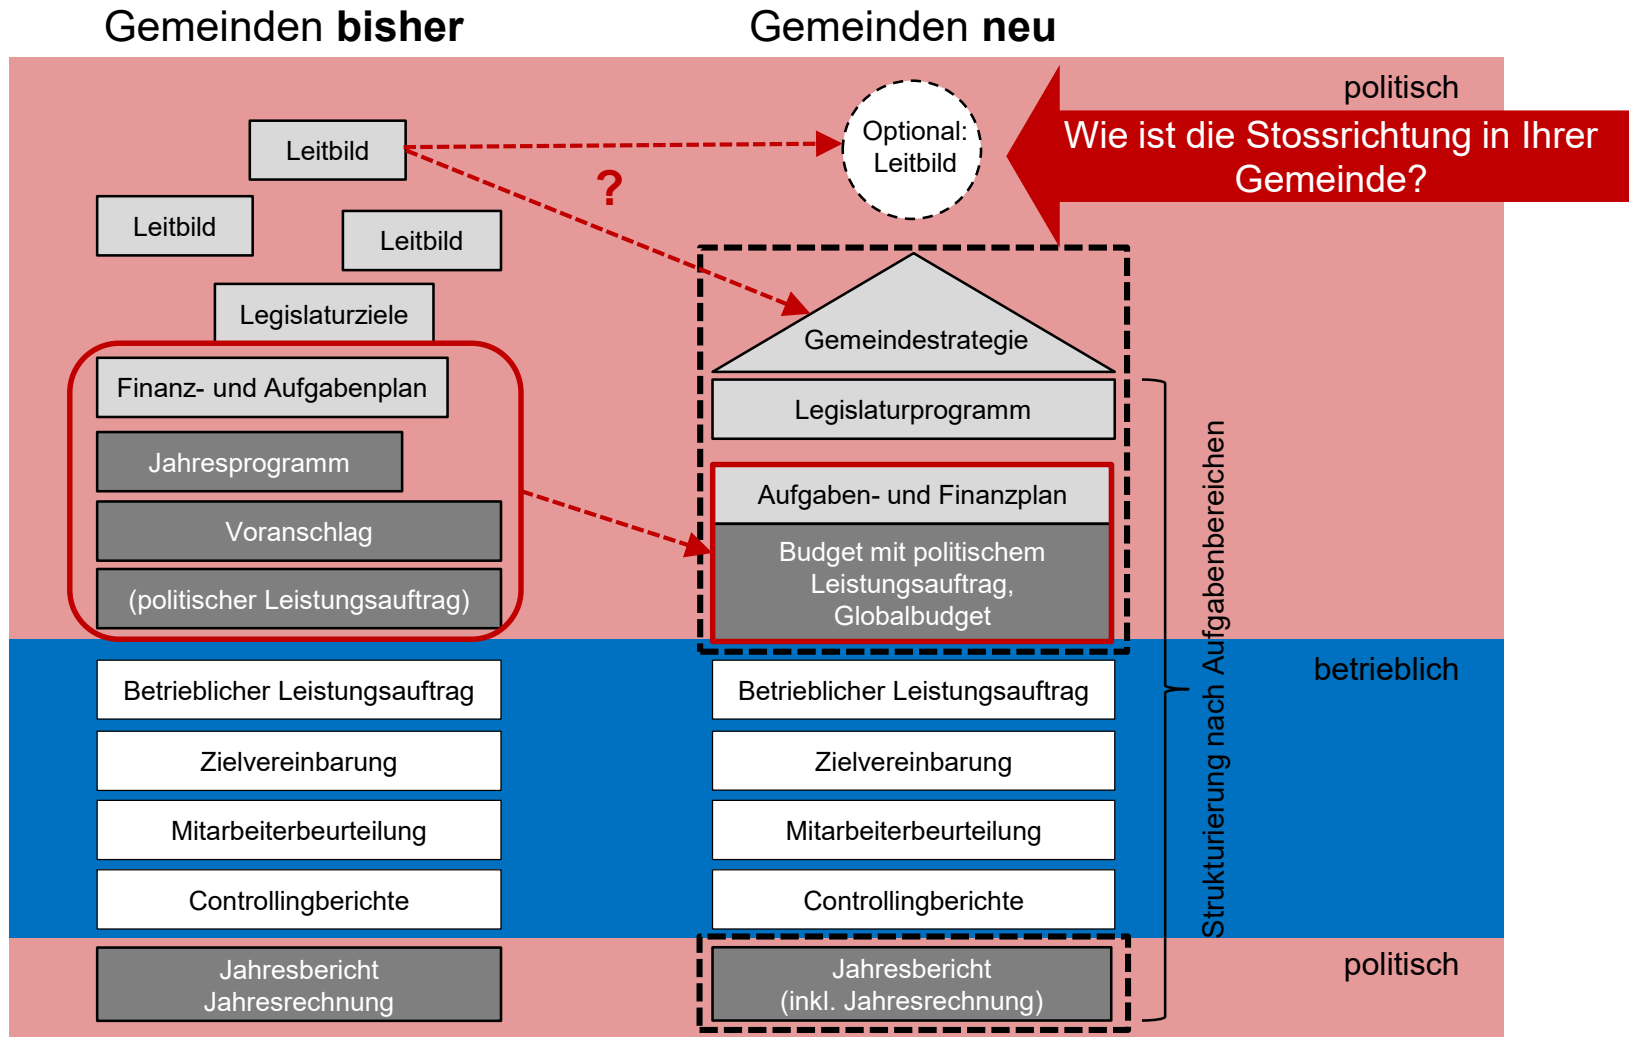 Gemeinden bisher
Gemeinden neu
politisch
Wie ist die Stossrichtung in Ihrer
Gemeinde?
Leitbild
Leitbild
Leitbild
Legislaturziele
Finanz- und Aufgabenplan
Jahresprogramm
Voranschlag
(politischer Leistungsauftrag)
?
Optional:
Leitbild
Gemeindestrategie
Legislaturprogramm
Aufgaben- und Finanzplan
Budget mit politischem
Leistungsauftrag,
Globalbudget
Strukturierung nach Aufgabenbereichen
betrieblich
Betrieblicher Leistungsauftrag
Zielvereinbarung
Mitarbeiterbeurteilung
Controllingberichte
Betrieblicher Leistungsauftrag
Zielvereinbarung
Mitarbeiterbeurteilung
Controllingberichte
politisch
Jahresbericht
Jahresrechnung
Jahresbericht
(inkl. Jahresrechnung)